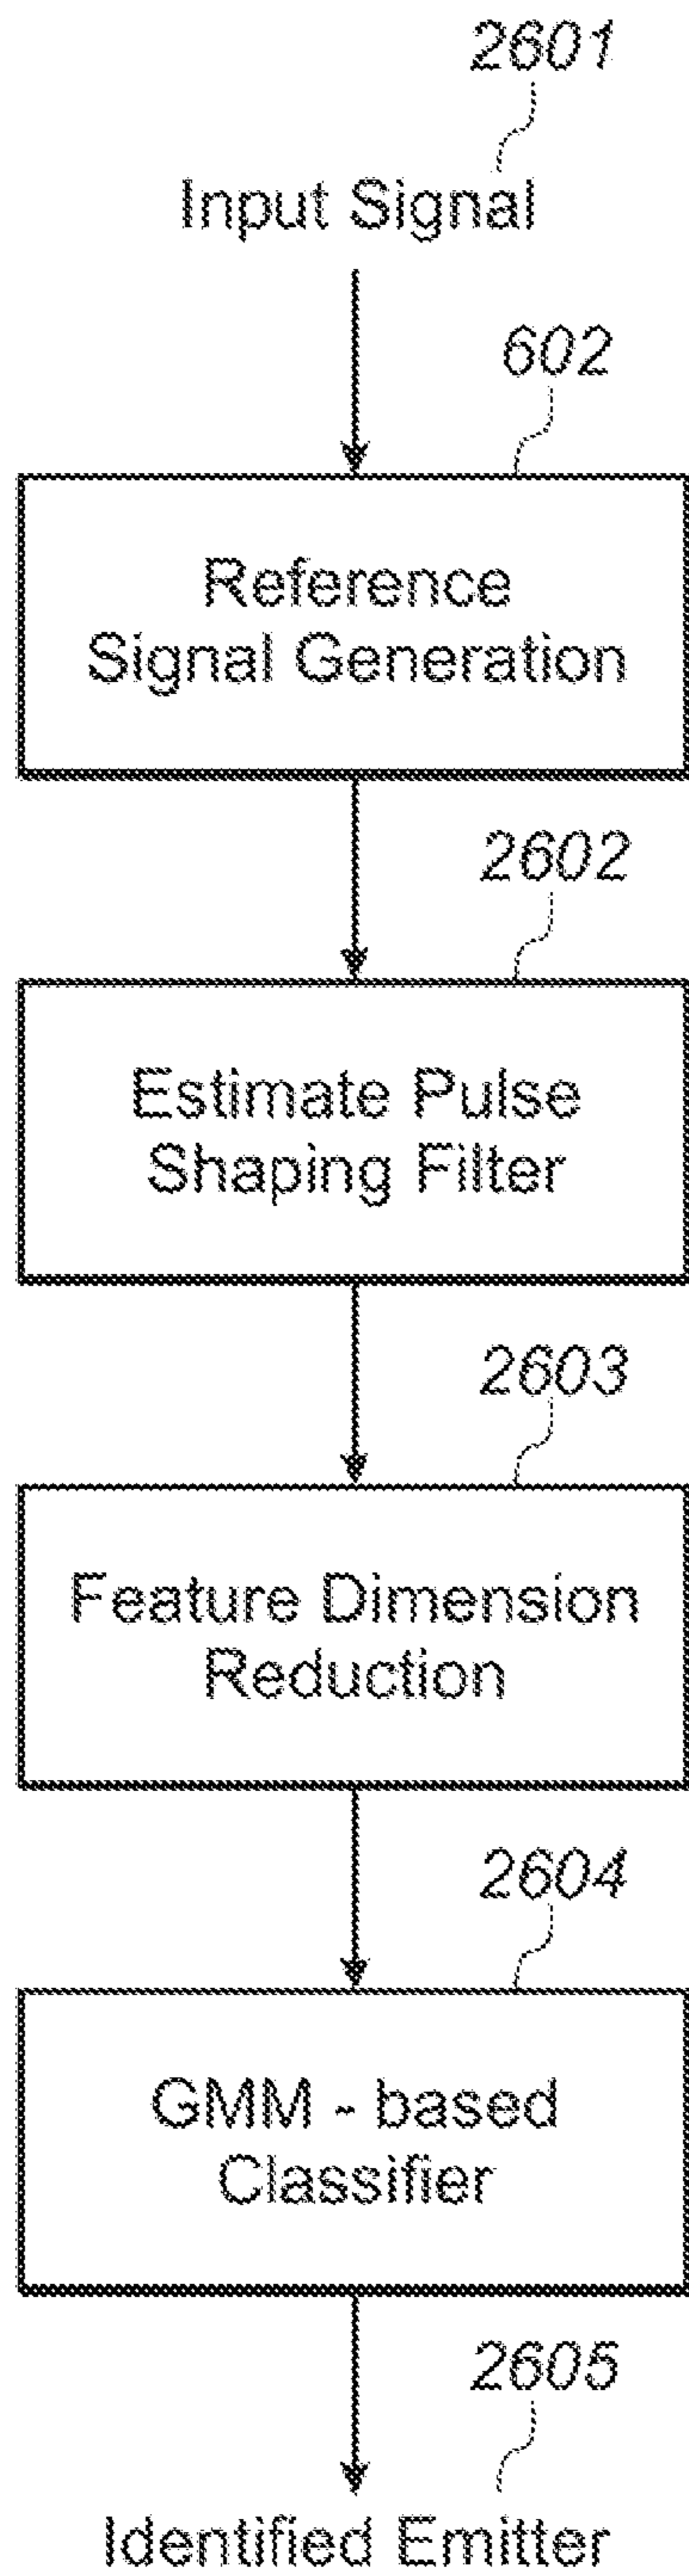 2601
Input Signal
602
Reference
Signal Generation
2602
Estimate Pulse
Shaping Filter
2603
Feature Dimension
Reduction
2604
GMM - based
Classifier
2605
Identified Emitter